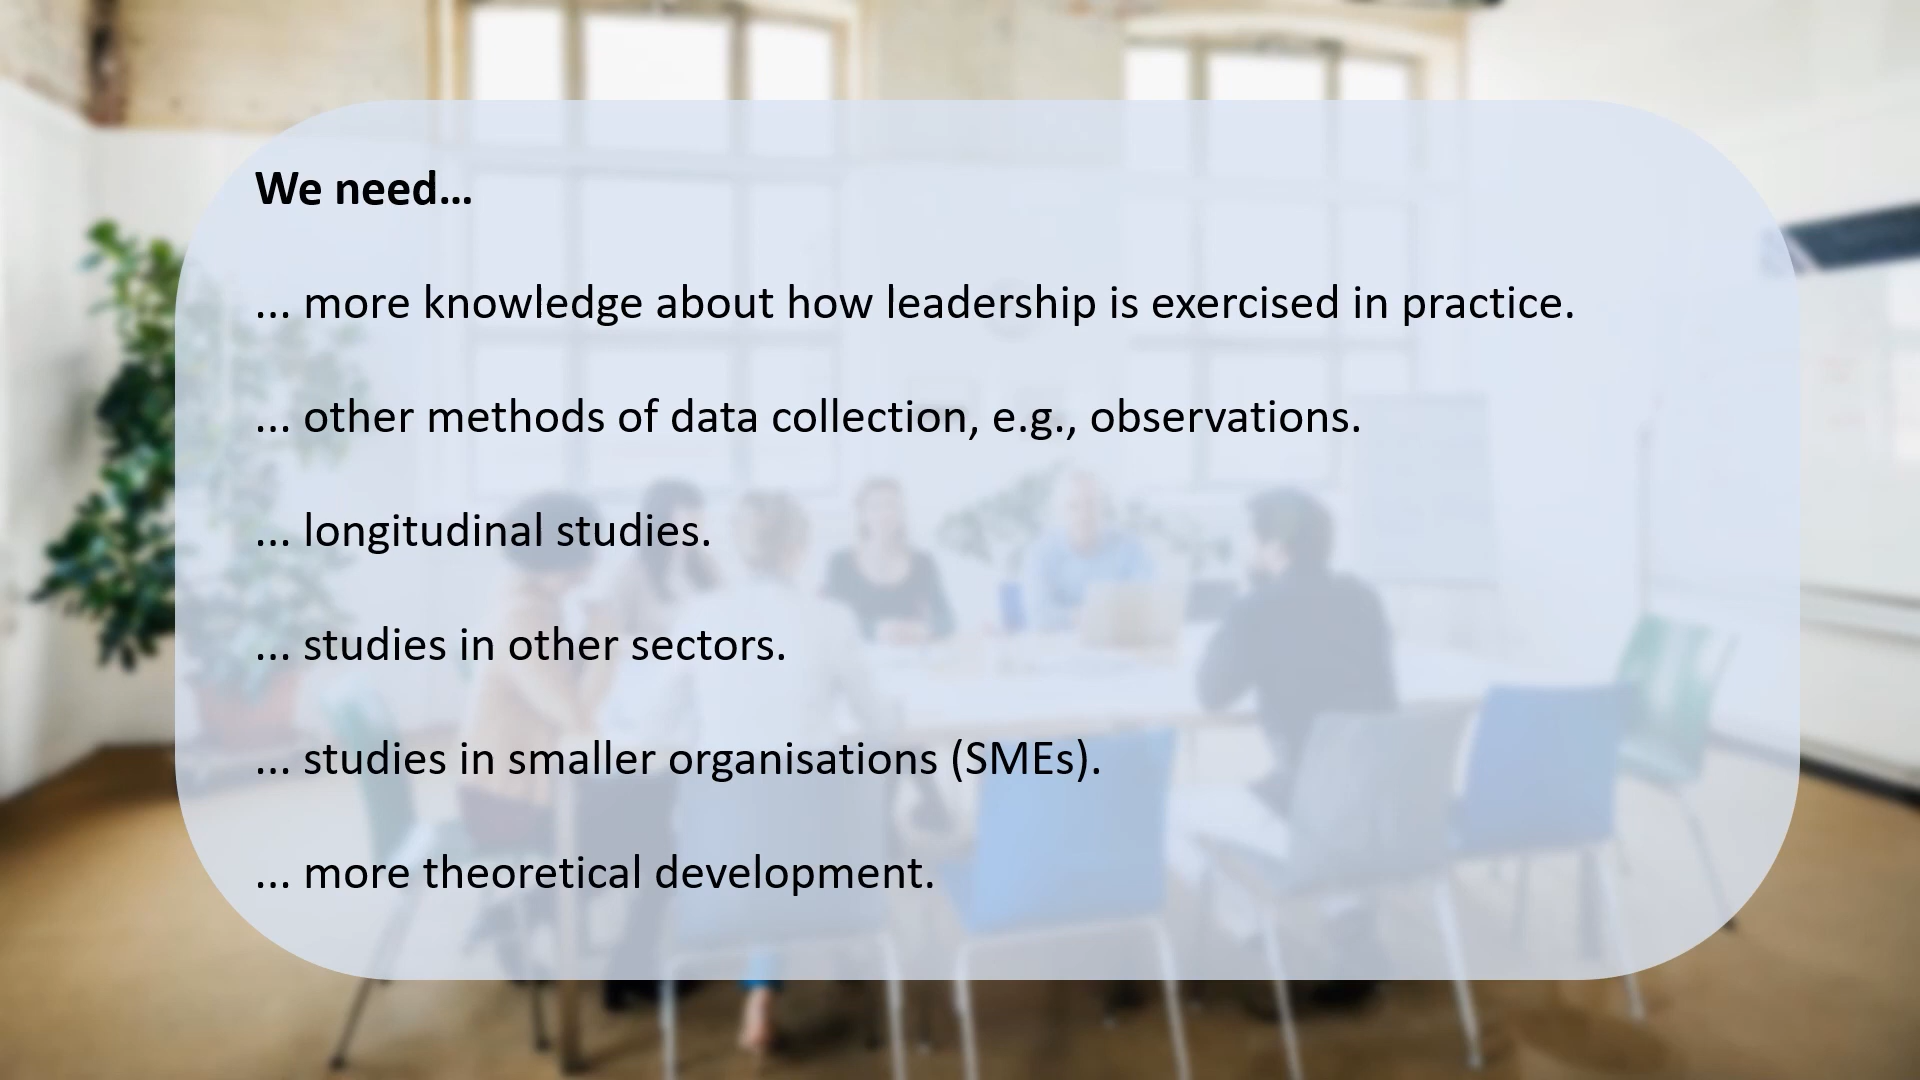 We need...
... more knowledge about how leadership is exercised in practice.
... other methods of data collection, e.g., observations.
... longitudinal studies.
... studies in other sectors.
... studies in smaller organisations (SMEs).
... more theoretical development.